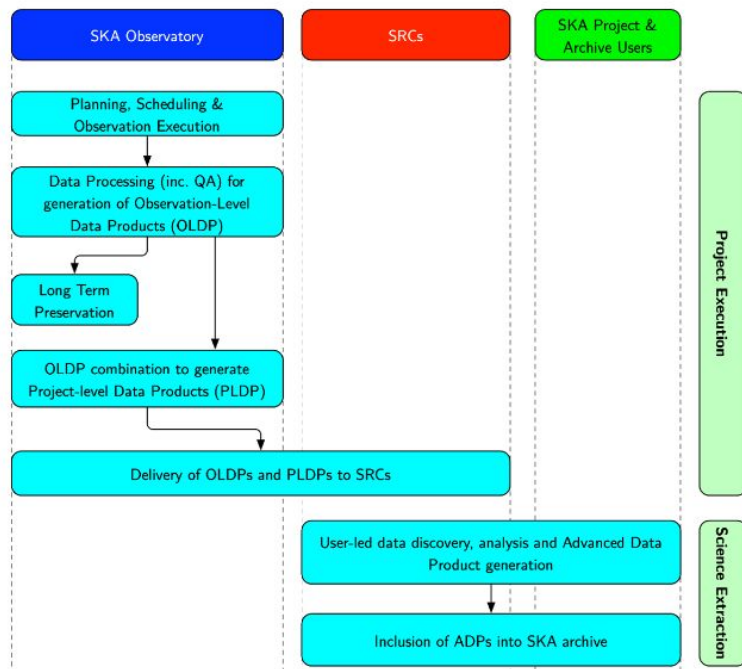 SKA Observatory
SRCs
SKA Project &
Archive Users
Planning, Scheduling &
Observation Execution
Data Processing (inc. QA) for
generation of Observation-Level
Data Products (OLDP)
Long Term
Preservation
OLDP combination to generate
Project-level Data Products (PLDP)
Delivery of OLDPs and PLDPs to SRCs
Project Execution
User-led data discovery, analysis and Advanced Data
Product generation
Inclusion of ADPs into SKA archive
Science Extraction